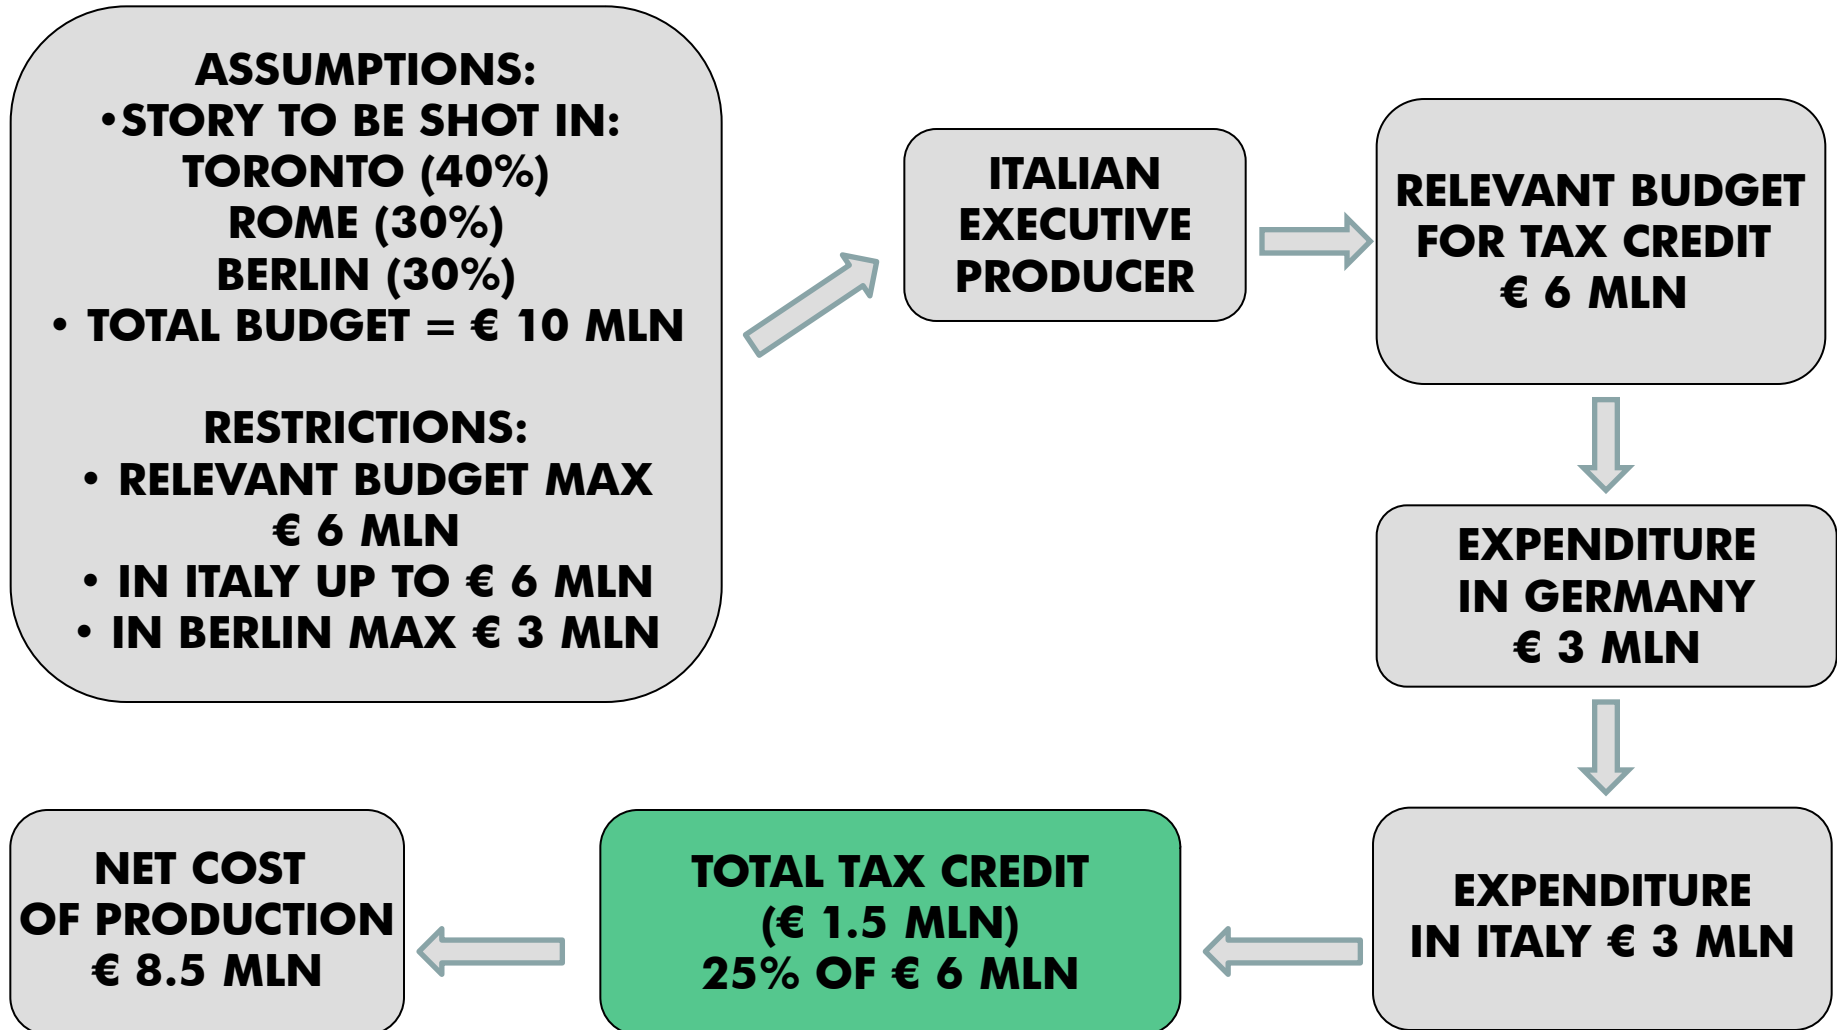 ASSUMPTIONS:
•STORY TO BE SHOT IN:
TORONTO (40%)
ROME (30%)
BERLIN (30%)
• TOTAL BUDGET = € 10 MLN
RESTRICTIONS:
• RELEVANT BUDGET MAX
€ 6 MLN
• IN ITALY UP TO € 6 MLN
• IN BERLIN MAX € 3 MLN
ITALIAN
EXECUTIVE
PRODUCER
RELEVANT BUDGET
FOR TAX CREDIT
€ 6 MLN
EXPENDITURE
IN GERMANY
€ 3 MLN
EXPENDITURE
IN ITALY € 3 MLN
TOTAL TAX CREDIT
(€ 1.5 MLN)
25% OF € 6 MLN
NET COST
OF PRODUCTION
€ 8.5 MLN